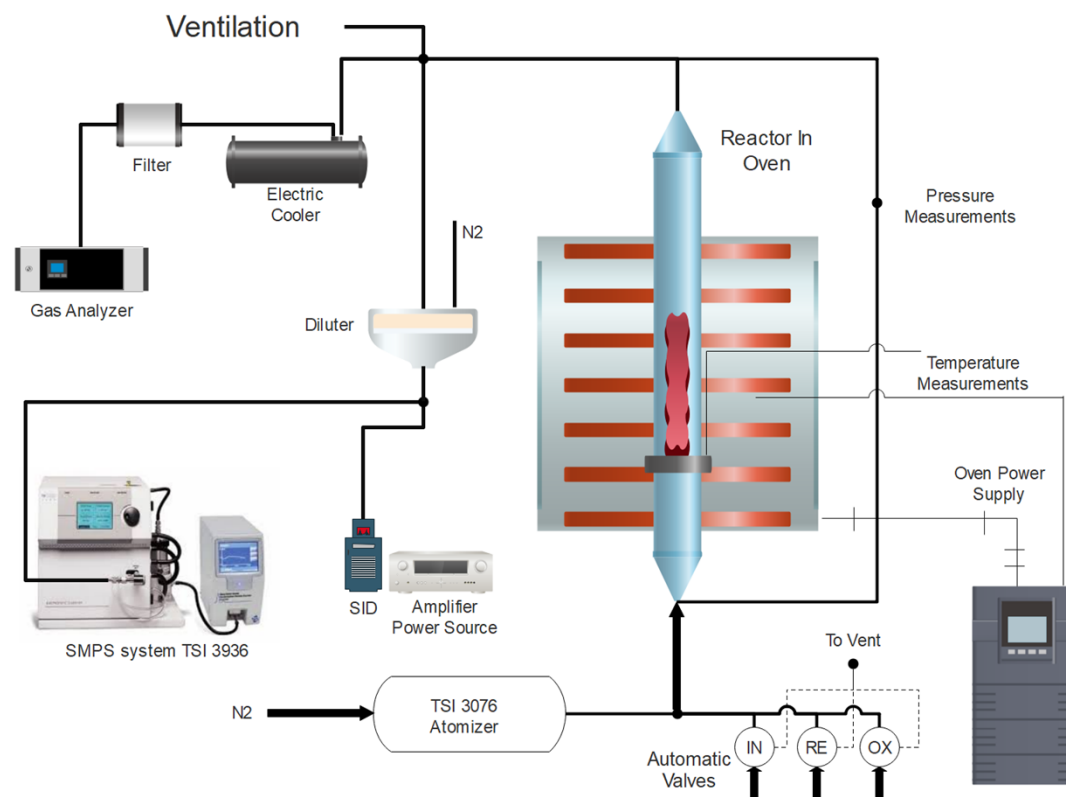 Ventilation
Reactor In
Oven
Filter
Electric
Cooler
Pressure
Measurements
N2
Gas Analyzer
Diluter
Temperature
Measurements
Oven Power
Supply
SID
Amplifier
Power Source
SMPS system TSI 3936
To Vent
N2
TSI 3076
Atomizer
IN
RE
OX
Automatic
Valves